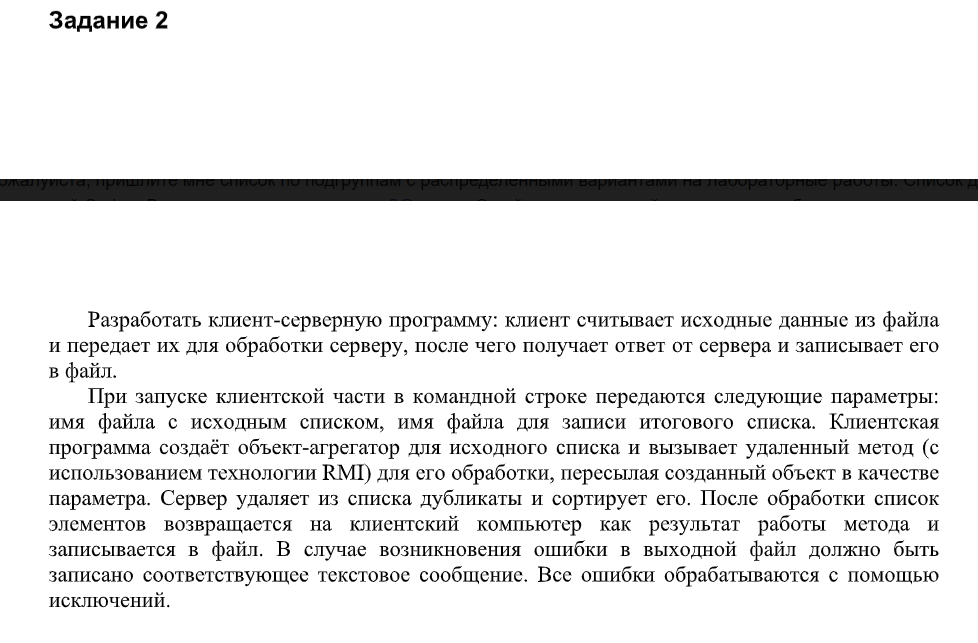 Задание 2
пришлите мне список по подгруппам с распределенными вариантами на лабораторные работы. Список
Разработать клиент-серверную программу: клиент считывает исходные данные из файла
и передает их для обработки серверу, после чего получает ответ от сервера и записывает его
в файл.
При запуске клиентской части в командной строке передаются следующие параметры:
имя файла с исходным списком, имя файла для записи итогового списка. Клиентская
программа создаёт объект-агрегатор для исходного списка и вызывает удаленный метод (с
использованием технологии RMI) для его обработки, пересылая созданный объект в качестве
параметра. Сервер удаляет из списка дубликаты и сортирует его. После обработки список
элементов возвращается на клиентский компьютер как результат работы метода и
записывается в файл. В случае возникновения ошибки в выходной файл должно быть
записано соответствующее текстовое сообщение. Все ошибки обрабатываются с помощью
исключений.